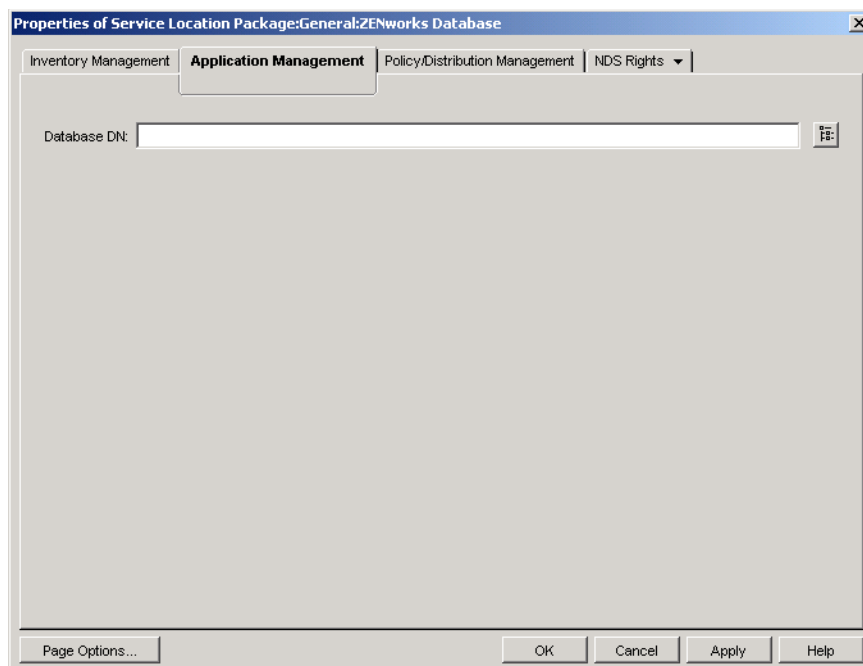 Properties of Service Location Package:General:ZENworks Database
Inventory Management Application Management Policy/Distribution Management NDS Rights
Database DN:
Page Options... OK Cancel Apply Help